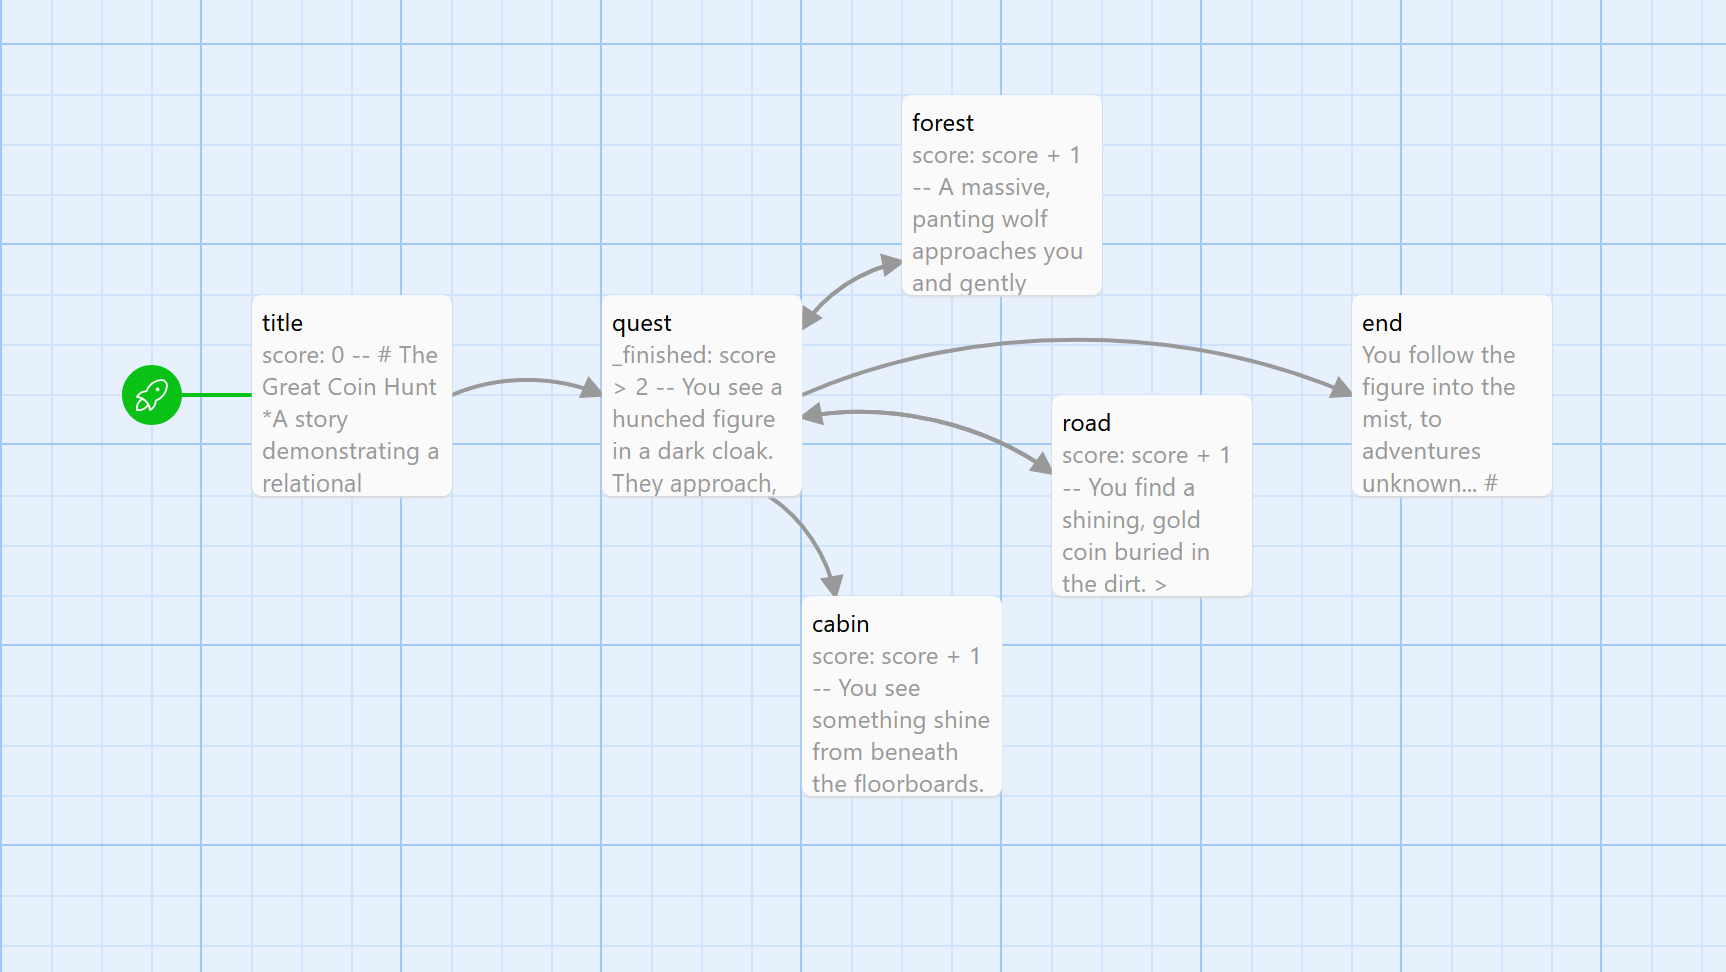 title
score: 0 -- # The
Great Coin Hunt
*A story
demonstrating a
relational
quest
_finished: score
> 2 -- You see a
hunched figure
in a dark cloak.
They approach,
forest
score: score + 1
-- A massive,
panting wolf
approaches you
and gently
road
score: score + 1
-- You find a
shining, gold
coin buried in
the dirt. >
end
You follow the
figure into the
mist, to
adventures
unknown... #
cabin
score: score + 1
-- You see
something shine
from beneath
the floorboards.